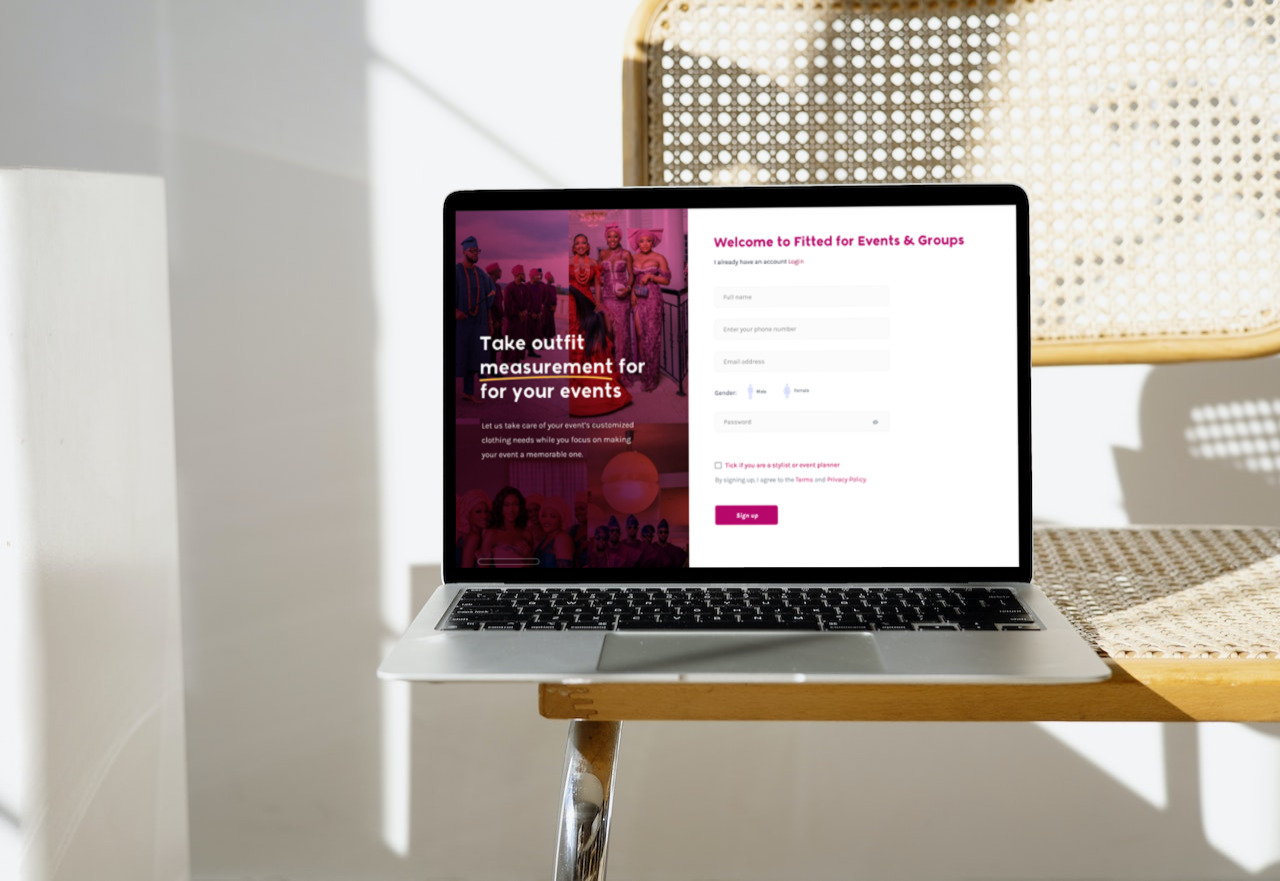 Take outfit
measurement for
for your events
Let us take care of your event's customized
clothing needs while you focus on making
your event a memorable one.
Welcome to Fitted for Events & Groups
I already have an account Login
Full name
Enter your phone number
Email address
Gender: Male Female
Password
Tick if you are a stylist or event planner
By signing up, I agree to the Terms and Privacy Policy.
Sign up